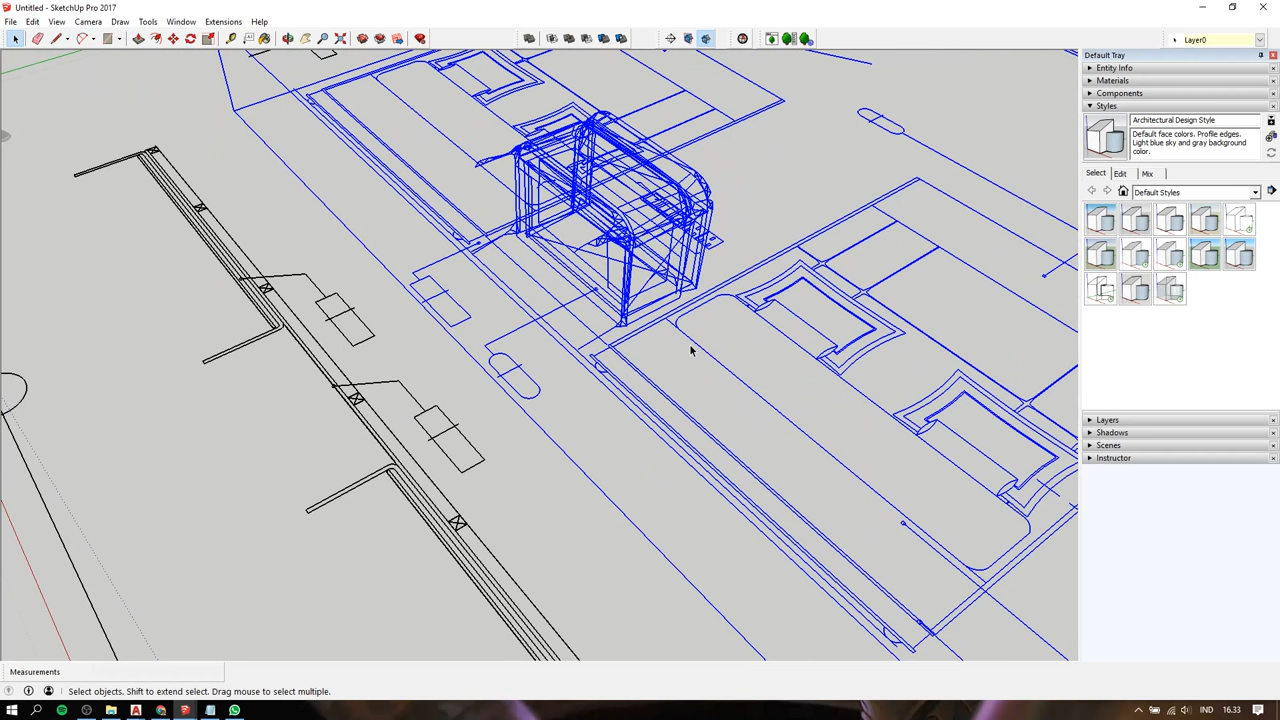 Untitled - SketchUp Pro 2017
File Edit View Camera Draw Tools Window Extensions Help
Layer0
Default Tray
Entity Info
Materials
Components
Styles
Architectural Design Style
Default face colors. Profile edges.
Light blue sky and gray background
color.
Select Edit Mix
Default Styles
Layers
Shadows
Scenes
Instructor
Measurements
Select objects. Shift to extend select. Drag mouse to select multiple.
IND 16.33